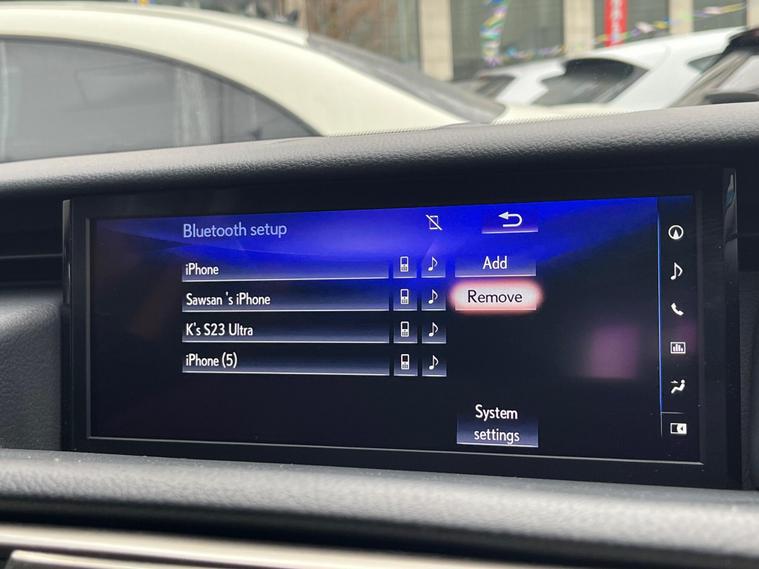 Bluetooth setup
iPhone
Add
Sawsan 's iPhone
Remove
K's S23 Ultra
iPhone (5)
System
settings